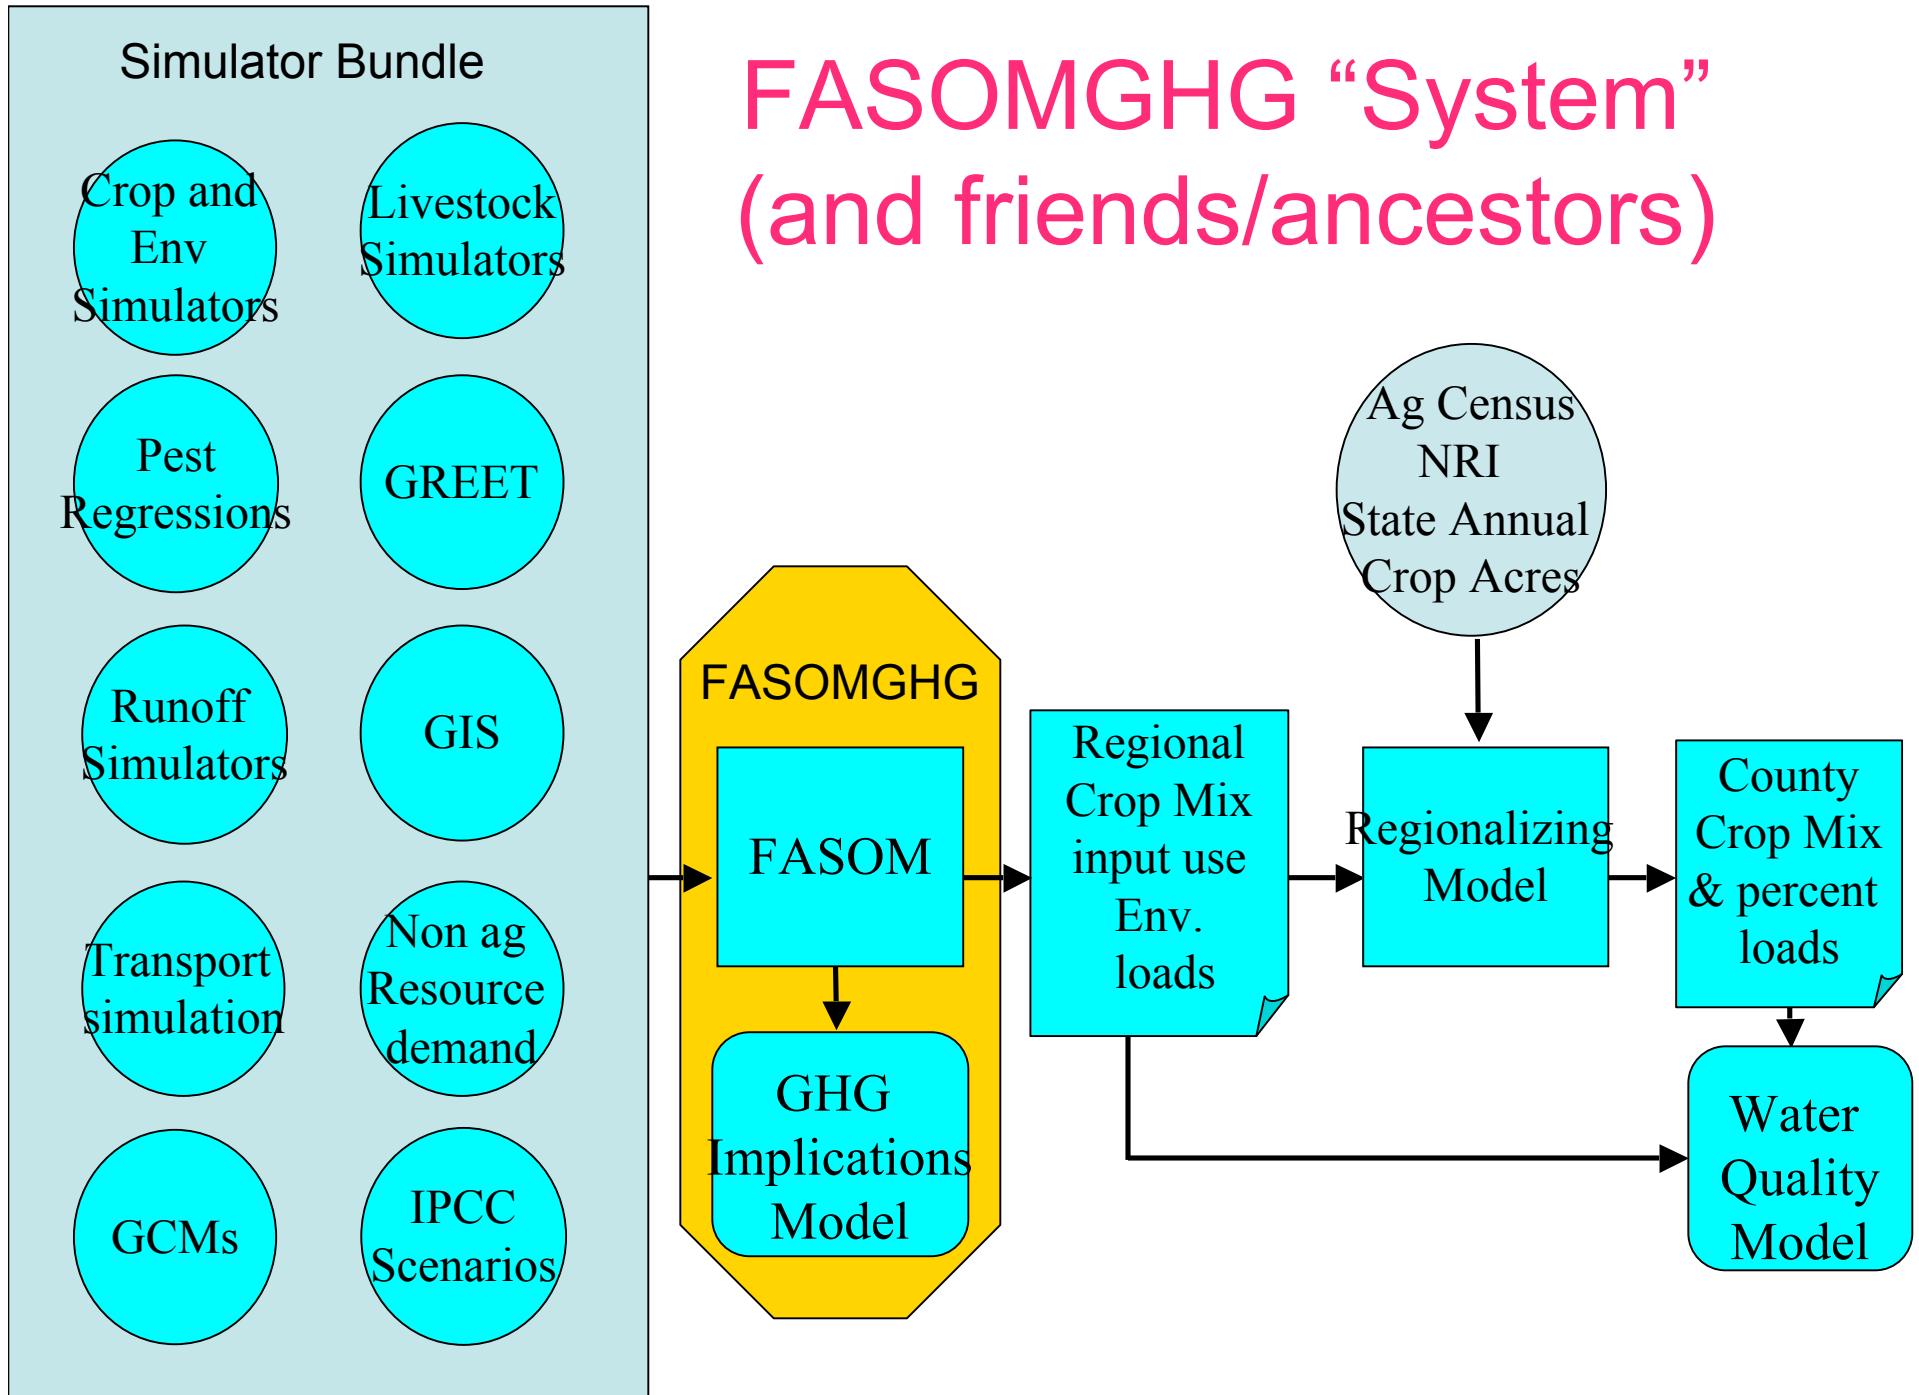 Simulator Bundle
FASOMGHG “System”
(and friends/ancestors)
Crop and
Env
Simulators
Livestock
Simulators
Pest
Regressions
GREET
Runoff
Simulators
GIS
Transport
simulation
Non ag
Resource
demand
GCMs
IPCC
Scenarios
FASOMGHG
FASOM
GHG
Implications
Model
Regional
Crop Mix
input use
Env.
loads
Ag Census
NRI
State Annual
Crop Acres
Regionalizing
Model
County
Crop Mix
& percent
loads
Water
Quality
Model